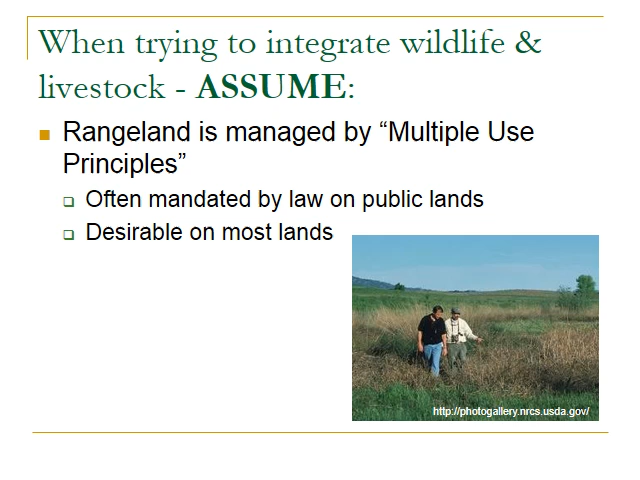 When trying to integrate wildlife &
livestock - ASSUME:
Rangeland is managed by “Multiple Use
Principles”
Often mandated by law on public lands
Desirable on most lands
http://photogallery.nrcs.usda.gov/